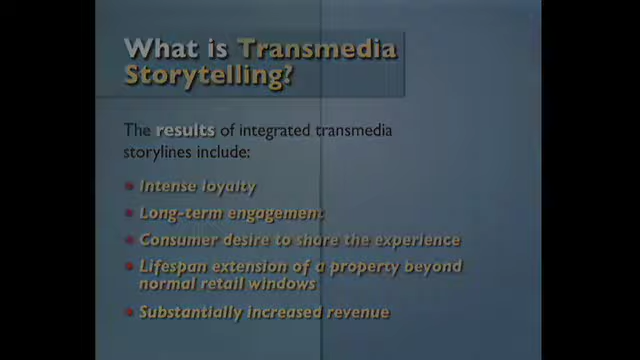 What is Transmedia
Storytelling?
The results of integrated transmedia
storylines include:
• Intense loyalty
• Long-term engagement
• Consumer desire to share the experience
• Lifespan extension of a property beyond
normal retail windows
• Substantially increased revenue